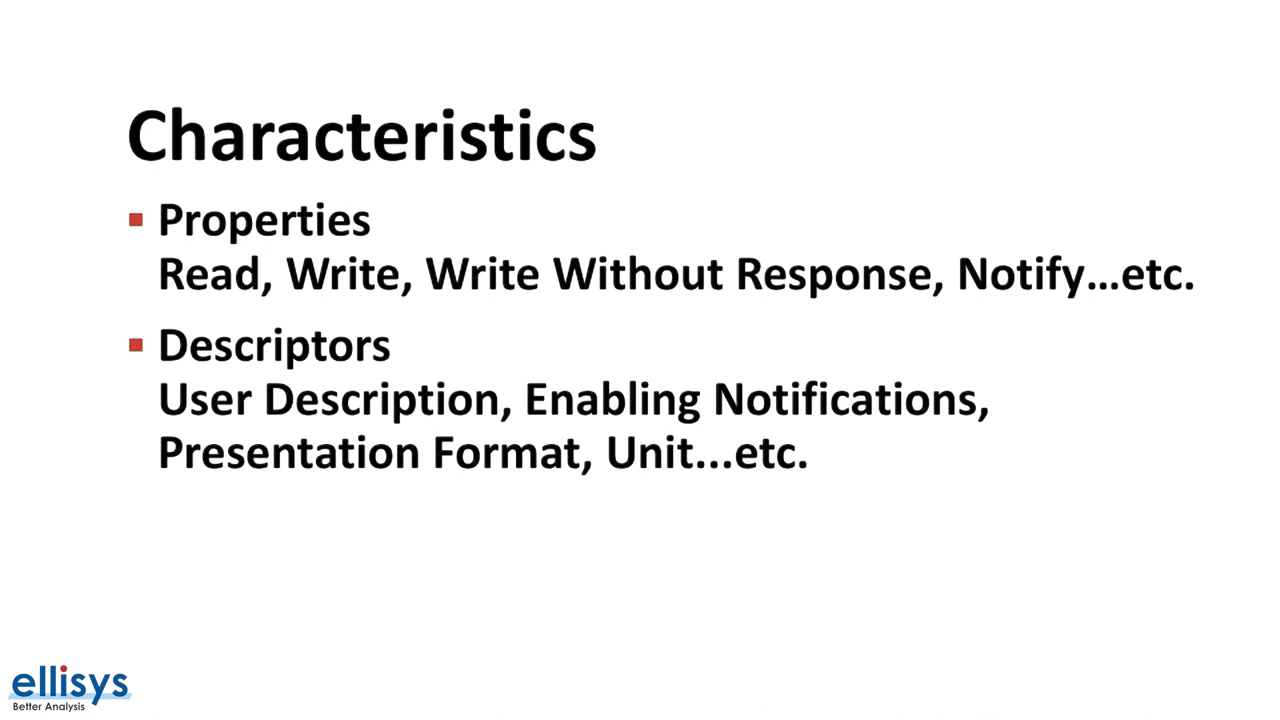 Characteristics
Properties
Read, Write, Write Without Response, Notify...etc.
Descriptors
User Description, Enabling Notifications,
Presentation Format, Unit...etc.
ellisys
Better Analysis